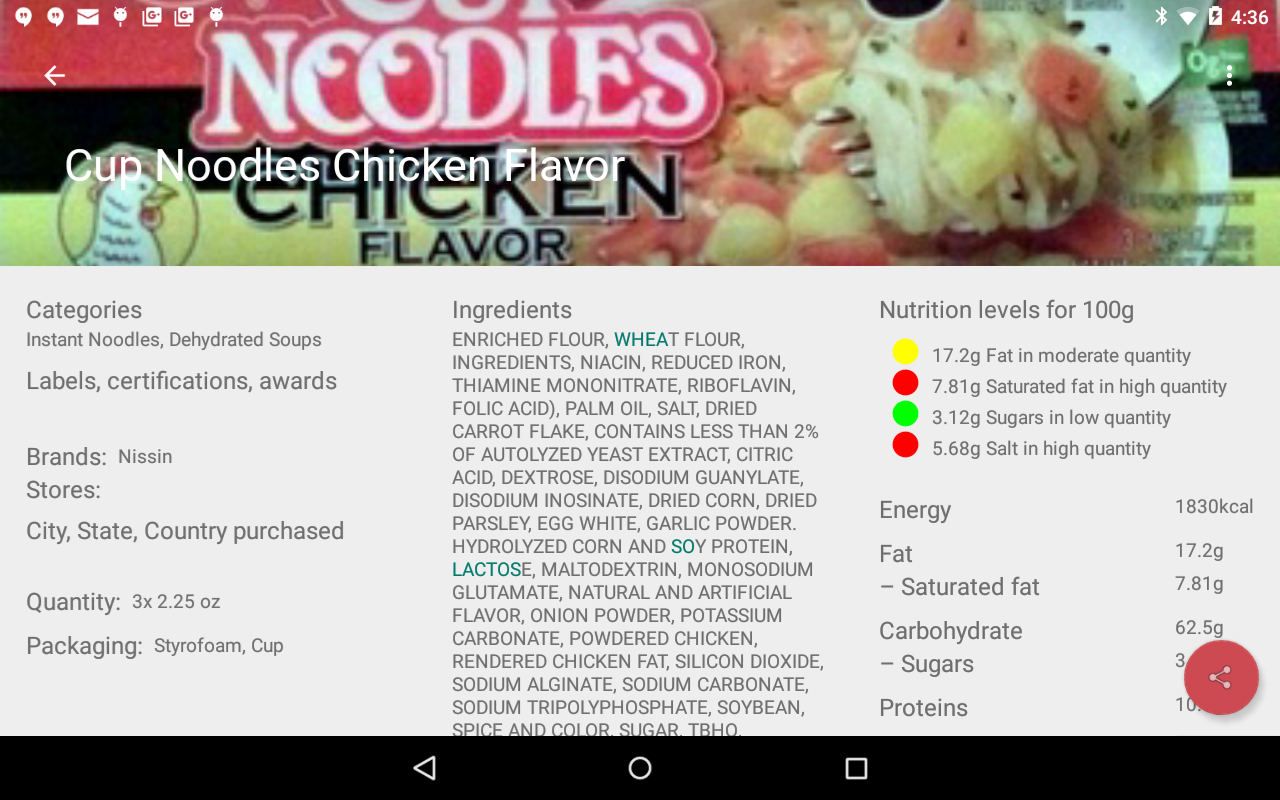 4:36
CUP
NOODLES
Cup Noodles Chicken Flavor
CHICKEN
FLAVOR
0g
Categories
Instant Noodles, Dehydrated Soups
Labels, certifications, awards
Brands: Nissin
Stores:
City, State, Country purchased
Quantity: 3x 2.25 oz
Packaging: Styrofoam, Cup
Ingredients
ENRICHED FLOUR, WHEAT FLOUR,
INGREDIENTS, NIACIN, REDUCED IRON,
THIAMINE MONONITRATE, RIBOFLAVIN,
FOLIC ACID), PALM OIL, SALT, DRIED
CARROT FLAKE, CONTAINS LESS THAN 2%
OF AUTOLYZED YEAST EXTRACT, CITRIC
ACID, DEXTROSE, DISODIUM GUANYLATE,
DISODIUM INOSINATE, DRIED CORN, DRIED
PARSLEY, EGG WHITE, GARLIC POWDER.
HYDROLYZED CORN AND SOY PROTEIN,
LACTOSE, MALTODEXTRIN, MONOSODIUM
GLUTAMATE, NATURAL AND ARTIFICIAL
FLAVOR, ONION POWDER, POTASSIUM
CARBONATE, POWDERED CHICKEN,
RENDERED CHICKEN FAT, SILICON DIOXIDE,
SODIUM ALGINATE, SODIUM CARBONATE,
SODIUM TRIPOLYPHOSPHATE, SOYBEAN,
SPICE AND COLOR, SUGAR, TBHQ,
Nutrition levels for 100g
17.2g Fat in moderate quantity
7.81g Saturated fat in high quantity
3.12g Sugars in low quantity
5.68g Salt in high quantity
Energy 1830kcal
Fat 17.2g
– Saturated fat 7.81g
Carbohydrate 62.5g
– Sugars 3
Proteins 10.